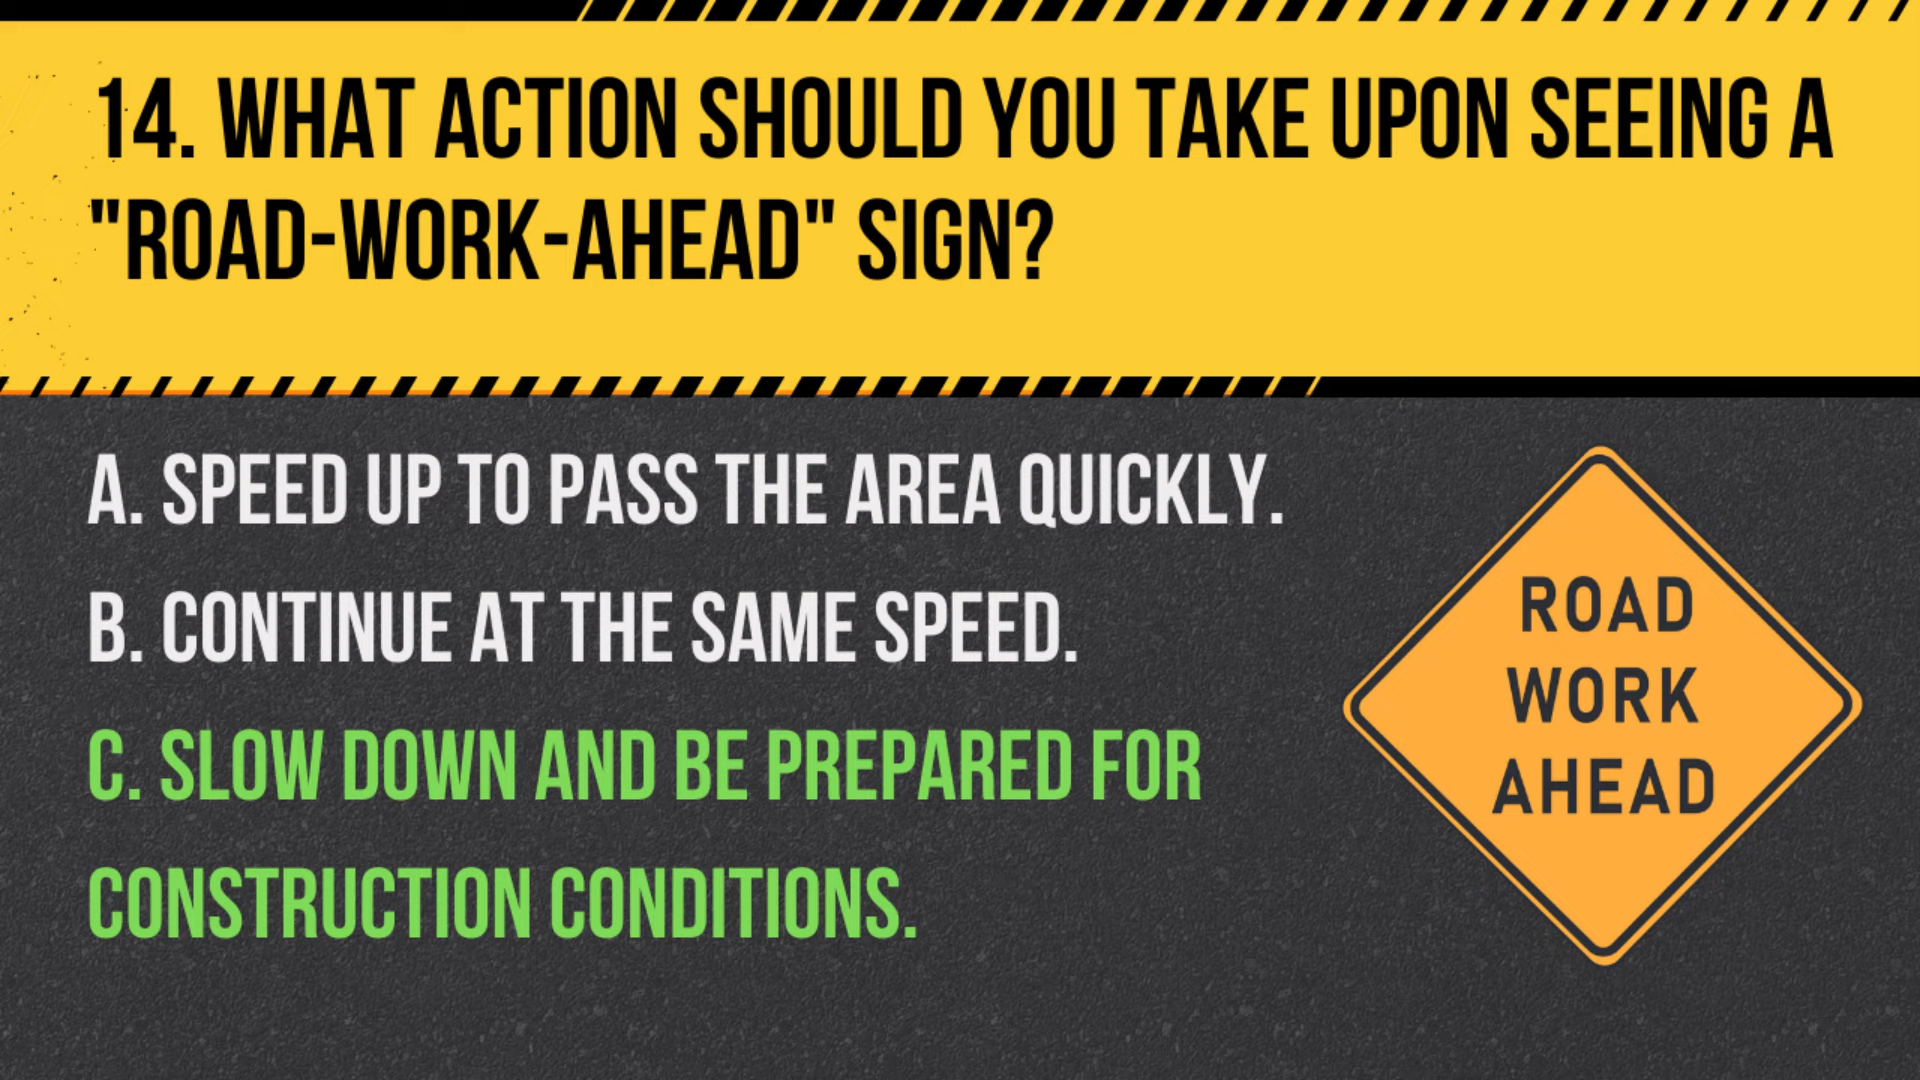 14. WHAT ACTION SHOULD YOU TAKE UPON SEEING A
"ROAD-WORK-AHEAD" SIGN?
A. SPEED UP TO PASS THE AREA QUICKLY.
B. CONTINUE AT THE SAME SPEED.
C. SLOW DOWN AND BE PREPARED FOR
CONSTRUCTION CONDITIONS.
ROAD
WORK
AHEAD